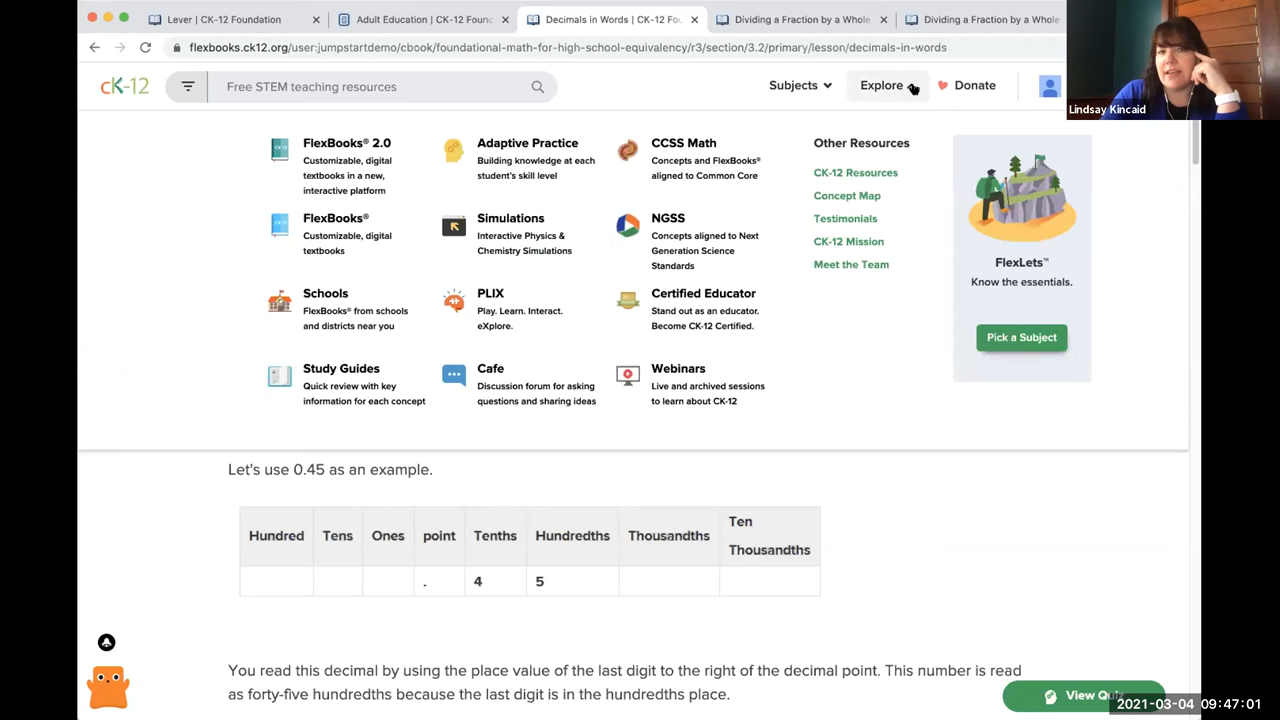 Lever | CK-12 Foundation
Adult Education | CK-12 Found
Decimals in Words | CK-12 Fou
Dividing a Fraction by a Whole
Dividing a Fraction by a Whole
flexbooks.ck12.org/user:jumpstartdemo/cbook/foundational-math-for-high-school-equivalency/r3/section/3.2/primary/lesson/decimals-in-words
Lindsay Kincaid
cK-12
Free STEM teaching resources
Subjects
Explore
Donate
FlexBooks® 2.0
Customizable, digital
textbooks in a new,
interactive platform
Adaptive Practice
Building knowledge at each
student's skill level
CCSS Math
Concepts and FlexBooks®
aligned to Common Core
Other Resources
CK-12 Resources
Concept Map
Testimonials
CK-12 Mission
Meet the Team
FlexBooks®
Customizable, digital
textbooks
Simulations
Interactive Physics &
Chemistry Simulations
NGSS
Concepts aligned to Next
Generation Science
Standards
FlexLets™
Know the essentials.
Pick a Subject
Schools
FlexBooks® from schools
and districts near you
PLIX
Play. Learn. Interact.
eXplore.
Certified Educator
Stand out as an educator.
Become CK-12 Certified.
Study Guides
Quick review with key
information for each concept
Cafe
Discussion forum for asking
questions and sharing ideas
Webinars
Live and archived sessions
to learn about CK-12
Let's use 0.45 as an example.
Hundred Tens Ones point Tenths Hundredths Thousandths Ten
Thousandths
. 4 5
You read this decimal by using the place value of the last digit to the right of the decimal point. This number is read
as forty-five hundredths because the last digit is in the hundredths place.
View
2021-03-04 09:47:01